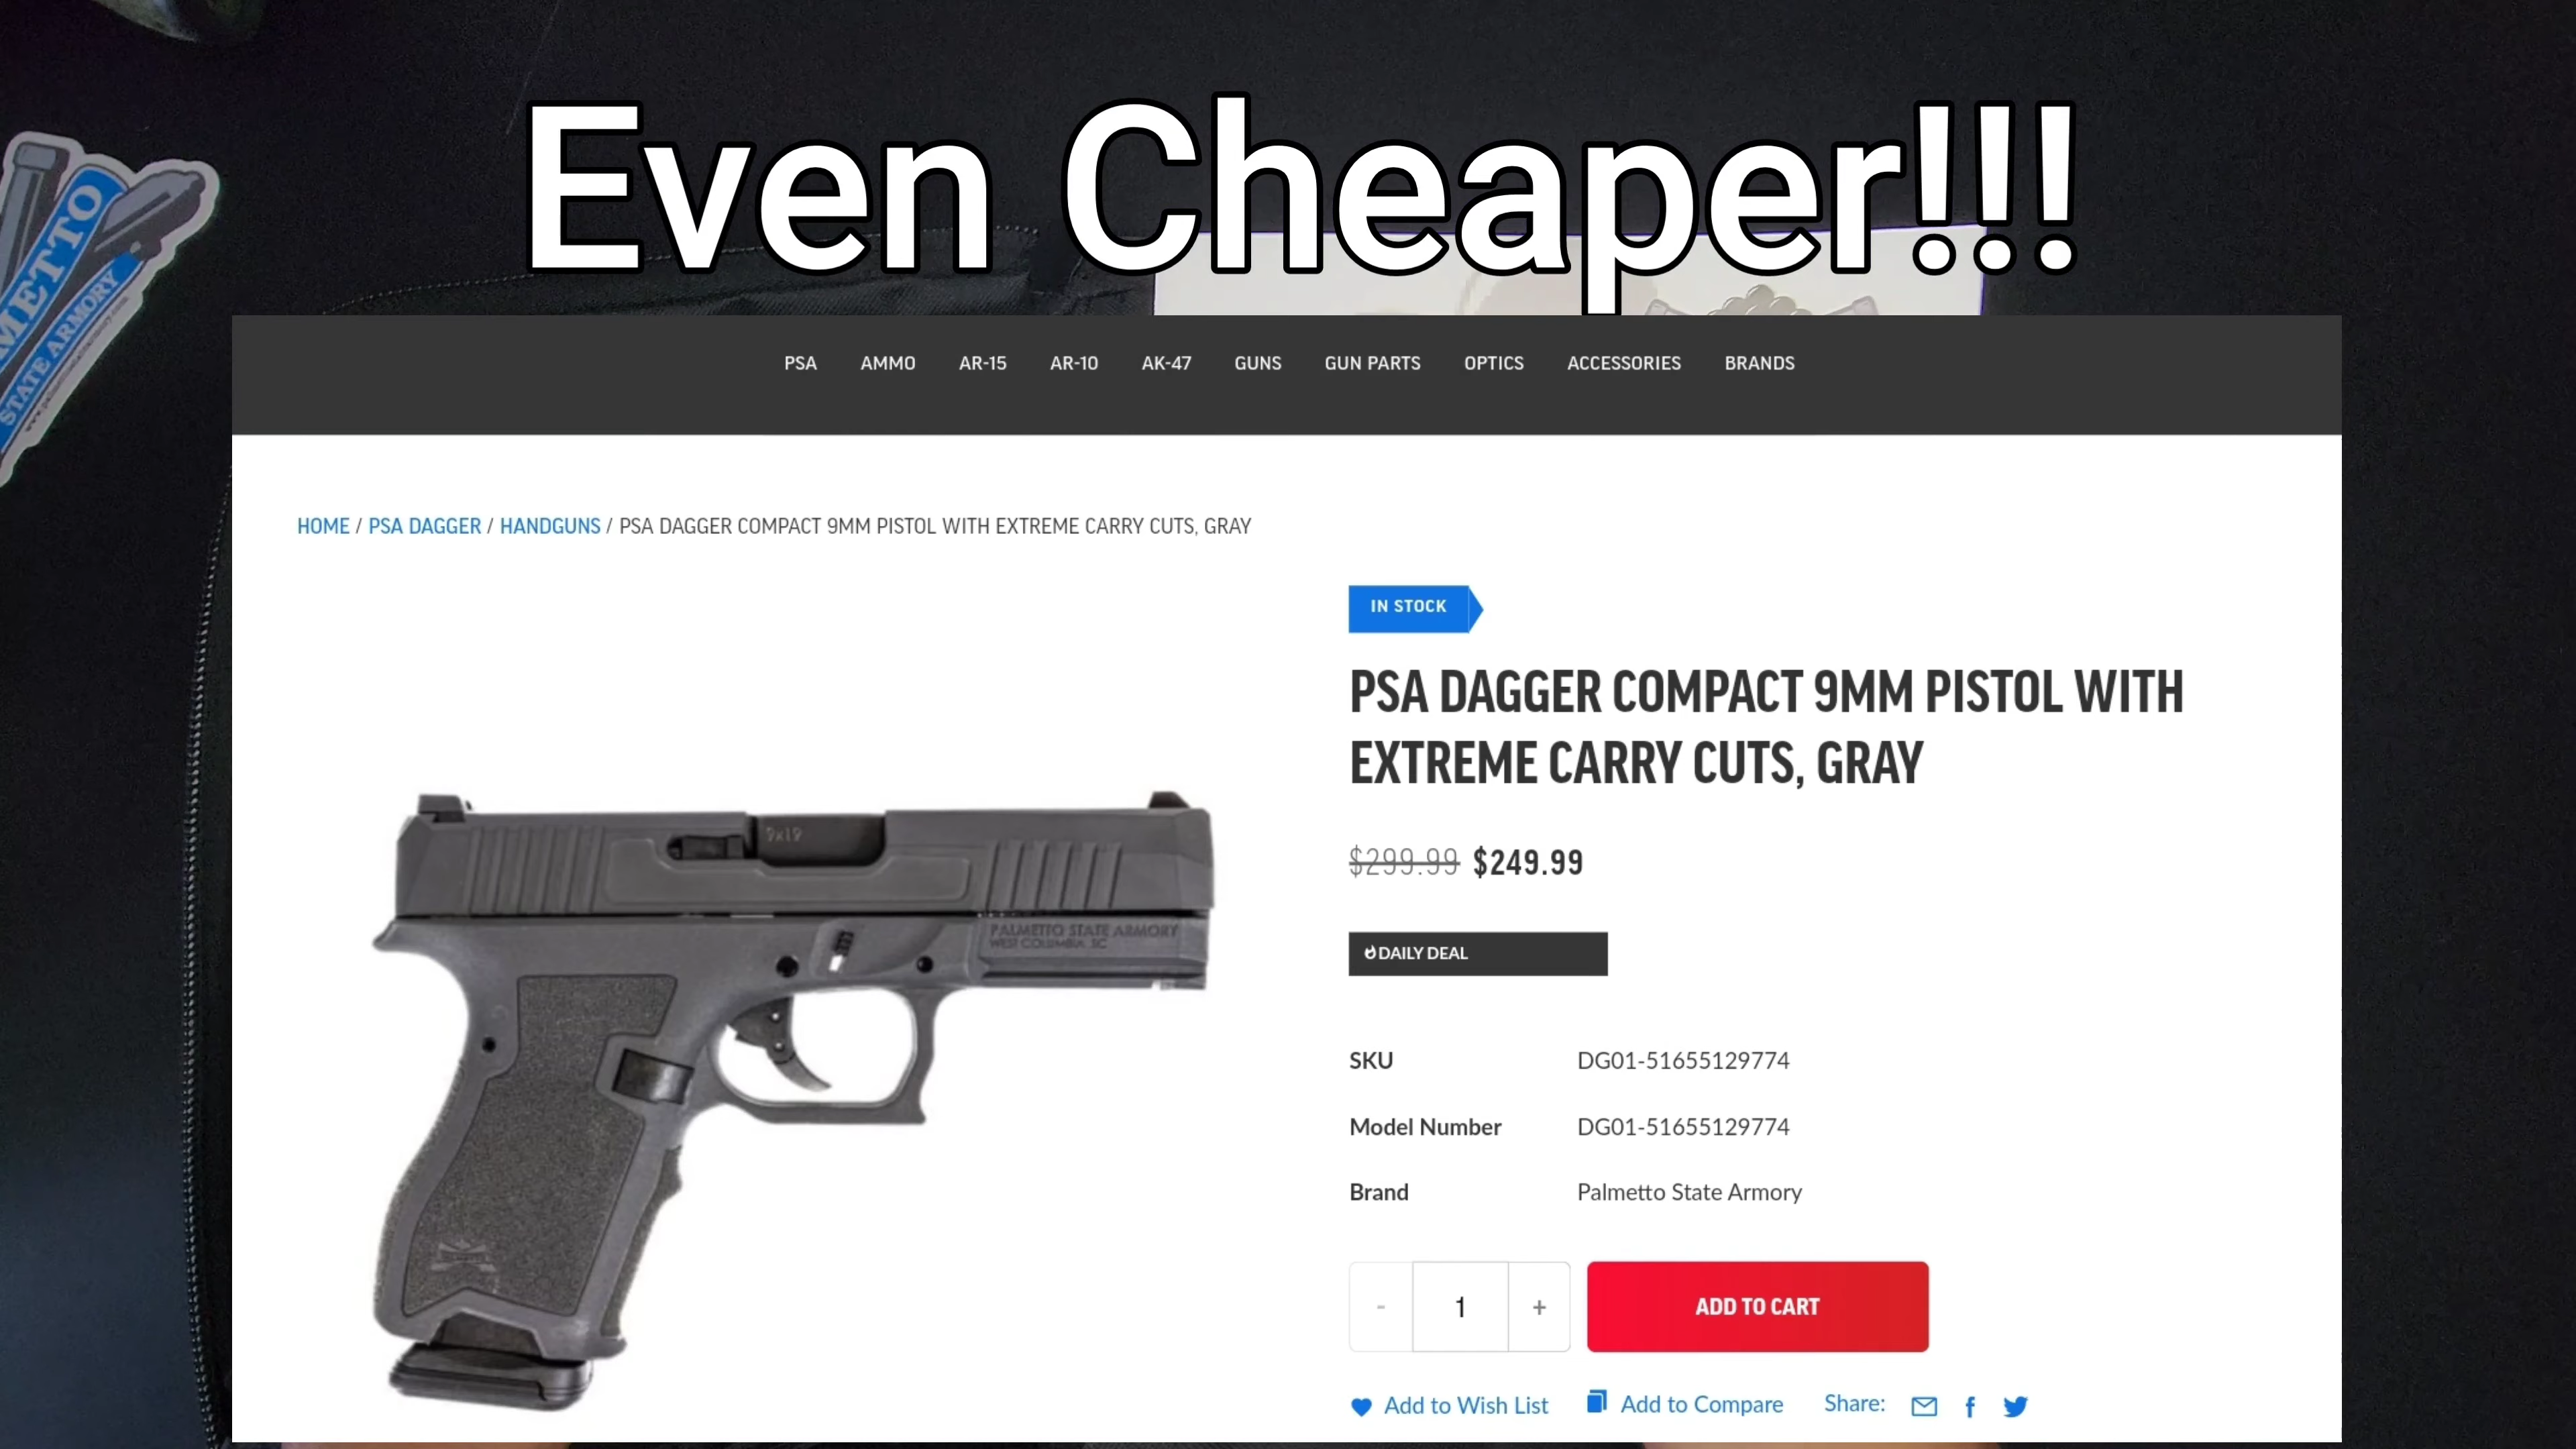 Even Cheaper!!!
METTO
STATE ARMORY
PSA AMMO AR-15 AR-10 AK-47 GUNS GUN PARTS OPTICS ACCESSORIES BRANDS
HOME / PSA DAGGER / HANDGUNS / PSA DAGGER COMPACT 9MM PISTOL WITH EXTREME CARRY CUTS, GRAY
IN STOCK
PSA DAGGER COMPACT 9MM PISTOL WITH
EXTREME CARRY CUTS, GRAY
$299.99 $249.99
DAILY DEAL
9x19
PALMETTO STATE ARMORY
WEST COLUMBIA, SC
SKU DG01-51655129774
Model Number DG01-51655129774
Brand Palmetto State Armory
- 1 + ADD TO CART
Add to Wish List Add to Compare Share: